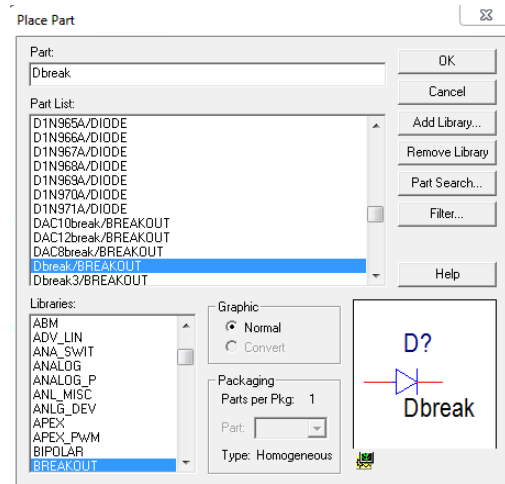 Place Part
Part:
Dbreak
Part List:
D1N965A/DIODE
D1N966A/DIODE
D1N967A/DIODE
D1N968A/DIODE
D1N969A/DIODE
D1N970A/DIODE
D1N971A/DIODE
DAC10break/BREAKOUT
DAC12break/BREAKOUT
DAC8break/BREAKOUT
Dbreak/BREAKOUT
Dbreak3/BREAKOUT
OK
Cancel
Add Library...
Remove Library
Part Search...
Filter...
Help
Libraries:
ABM
ADV_LIN
ANA_SWIT
ANALOG
ANALOG_P
ANL_MISC
ANLG_DEV
APEX
APEX_PWM
BIPOLAR
BREAKOUT
Graphic
Normal
Convert
Packaging
Parts per Pkg: 1
Part:
Type: Homogeneous
D?
Dbreak